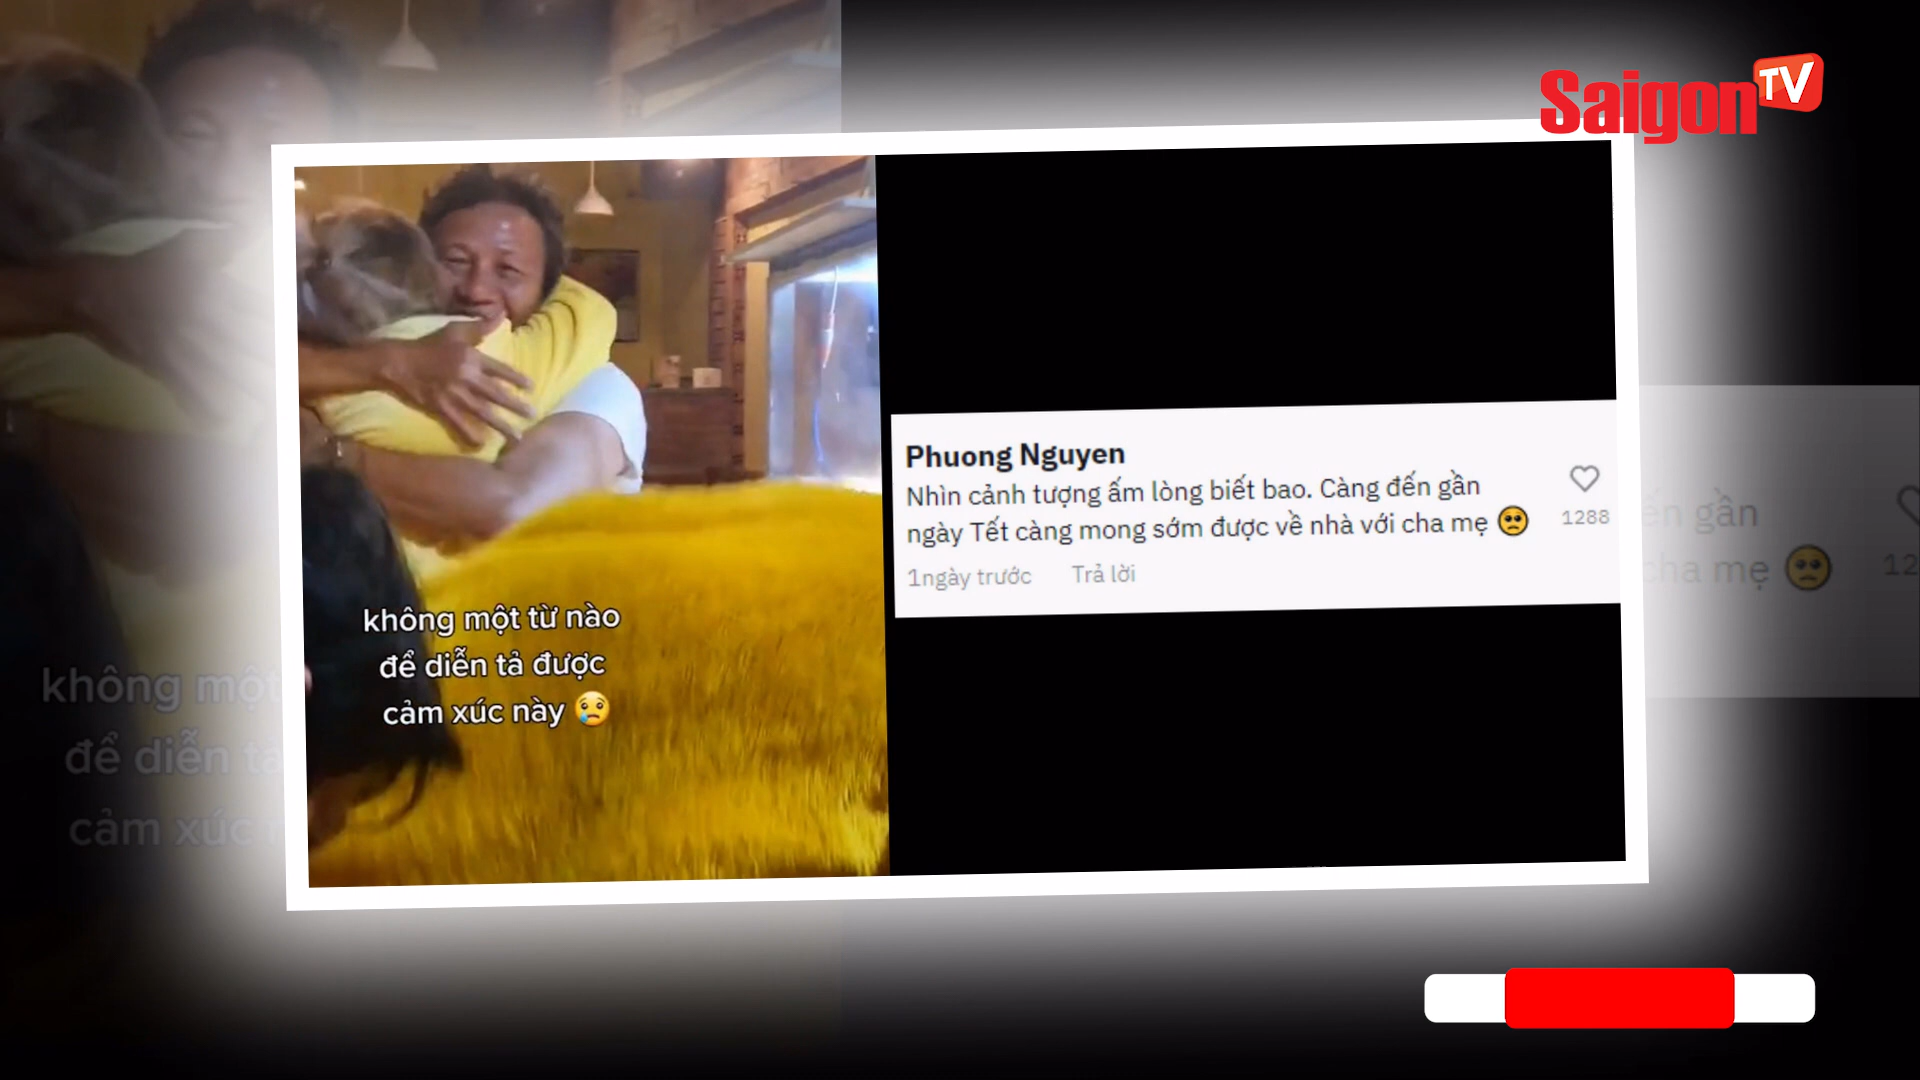 Saigon TV
Phuong Nguyen
Nhìn cảnh tượng ấm lòng biết bao. Càng đến gần
ngày Tết càng mong sớm được về nhà với cha mẹ 🥺
1288
1ngày trước Trả lời
không một từ nào
để diễn tả được
cảm xúc này 😢